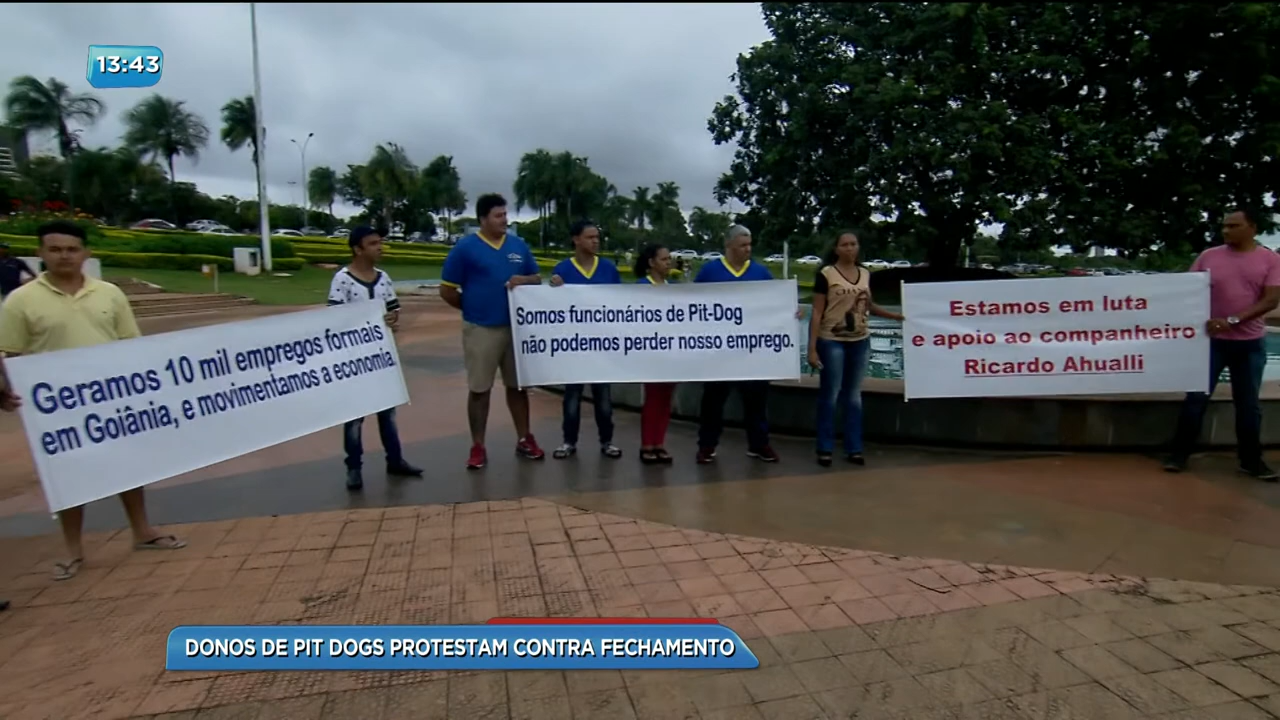 13:43
Geramos 10 mil empregos formais
em Goiânia, e movimentamos a economia
Somos funcionários de Pit-Dog
não podemos perder nosso emprego.
Estamos em luta
e apoio ao companheiro
Ricardo Ahualli
DONOS DE PIT DOGS PROTESTAM CONTRA FECHAMENTO